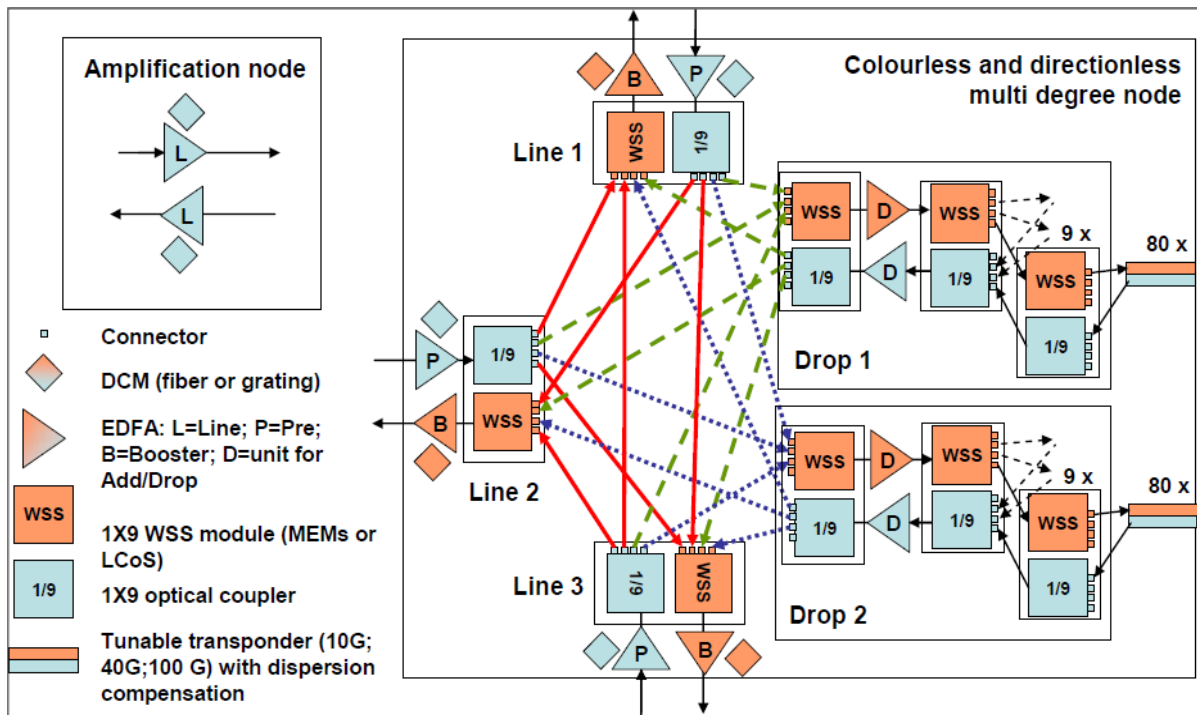 Amplification node
L
L
Connector
DCM (fiber or grating)
EDFA: L=Line; P=Pre;
B=Booster; D=unit for
Add/Drop
WSS
1X9 WSS module (MEMs or
LCoS)
1/9
1X9 optical coupler
Tunable transponder (10G;
40G;100 G) with dispersion
compensation
Colourless and directionless
multi degree node
B
P
Line 1
WSS
1/9
P
1/9
B
WSS
Line 2
Line 3
1/9
WSS
P
B
WSS
D
WSS
9 x
80 x
1/9
D
1/9
WSS
1/9
Drop 1
WSS
D
WSS
9 x
80 x
1/9
D
1/9
WSS
1/9
Drop 2